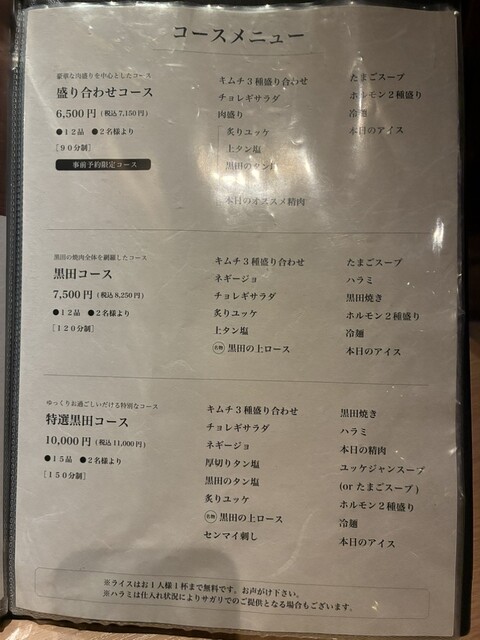 コースメニュー
豪華な肉盛りを中心としたコース
盛り合わせコース
6,500円 (税込7,150円)
●12品 ●2名様より
[90分制]
事前予約限定コース
キムチ3種盛り合わせ
チョレギサラダ
肉盛り
炙りユッケ
上タン塩
黒田のタン塩
本日のオススメ精肉
たまごスープ
ホルモン2種盛り
冷麺
本日のアイス
黒田の焼肉全体を網羅したコース
黒田コース
7,500円 (税込8,250円)
●12品 ●2名様より
[120分制]
キムチ3種盛り合わせ
ネギージョ
チョレギサラダ
炙りユッケ
上タン塩
名物 黒田の上ロース
たまごスープ
ハラミ
黒田焼き
ホルモン2種盛り
冷麺
本日のアイス
ゆっくりお過ごしいただける特別なコース
特選黒田コース
10,000円 (税込11,000円)
●15品 ●2名様より
[150分制]
キムチ3種盛り合わせ
チョレギサラダ
ネギージョ
厚切りタン塩
黒田のタン塩
炙りユッケ
名物 黒田の上ロース
センマイ刺し
黒田焼き
ハラミ
本日の精肉
ユッケジャンスープ
(or たまごスープ)
ホルモン2種盛り
冷麺
本日のアイス
※ライスはお1人様1杯まで無料です。お声がけ下さい。
※ハラミは仕入れ状況によりサガリでのご提供となる場合もございます。